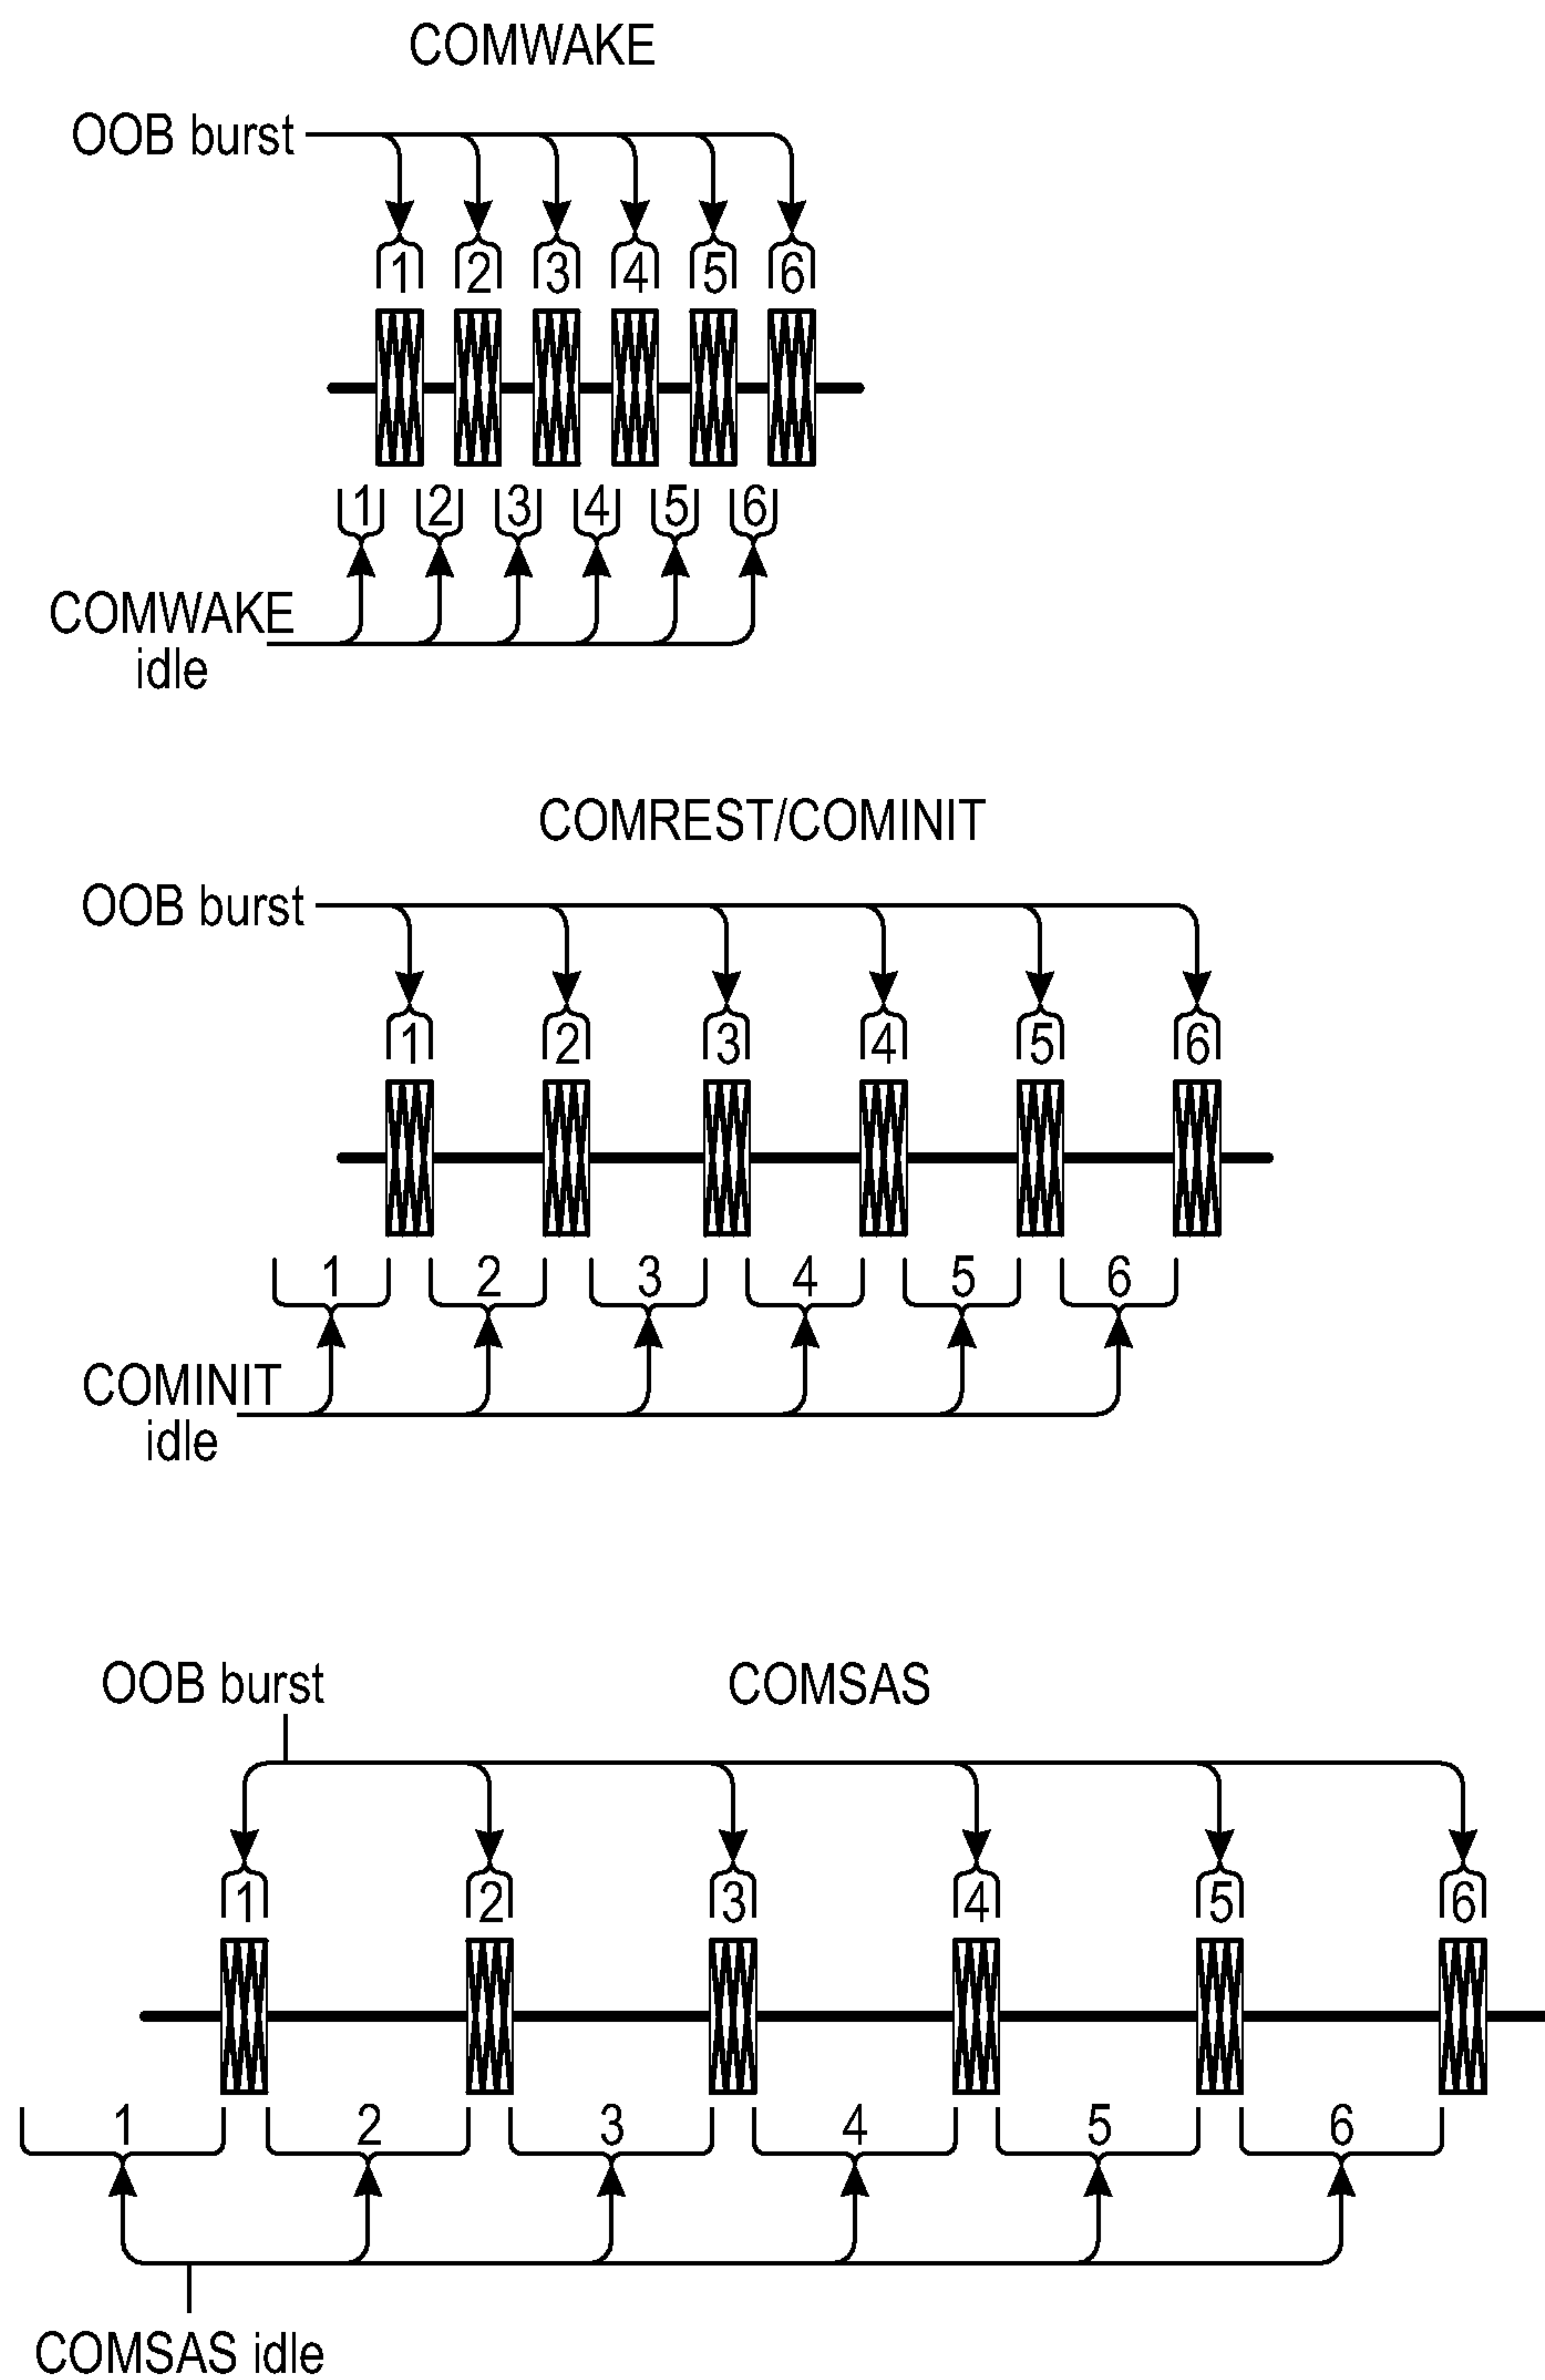 COMWAKE
OOB burst
1 2 3 4 5 6
1 2 3 4 5 6
COMWAKE
idle
COMREST/COMINIT
OOB burst
1 2 3 4 5 6
1 2 3 4 5 6
COMINIT
idle
OOB burst COMSAS
1 2 3 4 5 6
1 2 3 4 5 6
COMSAS idle